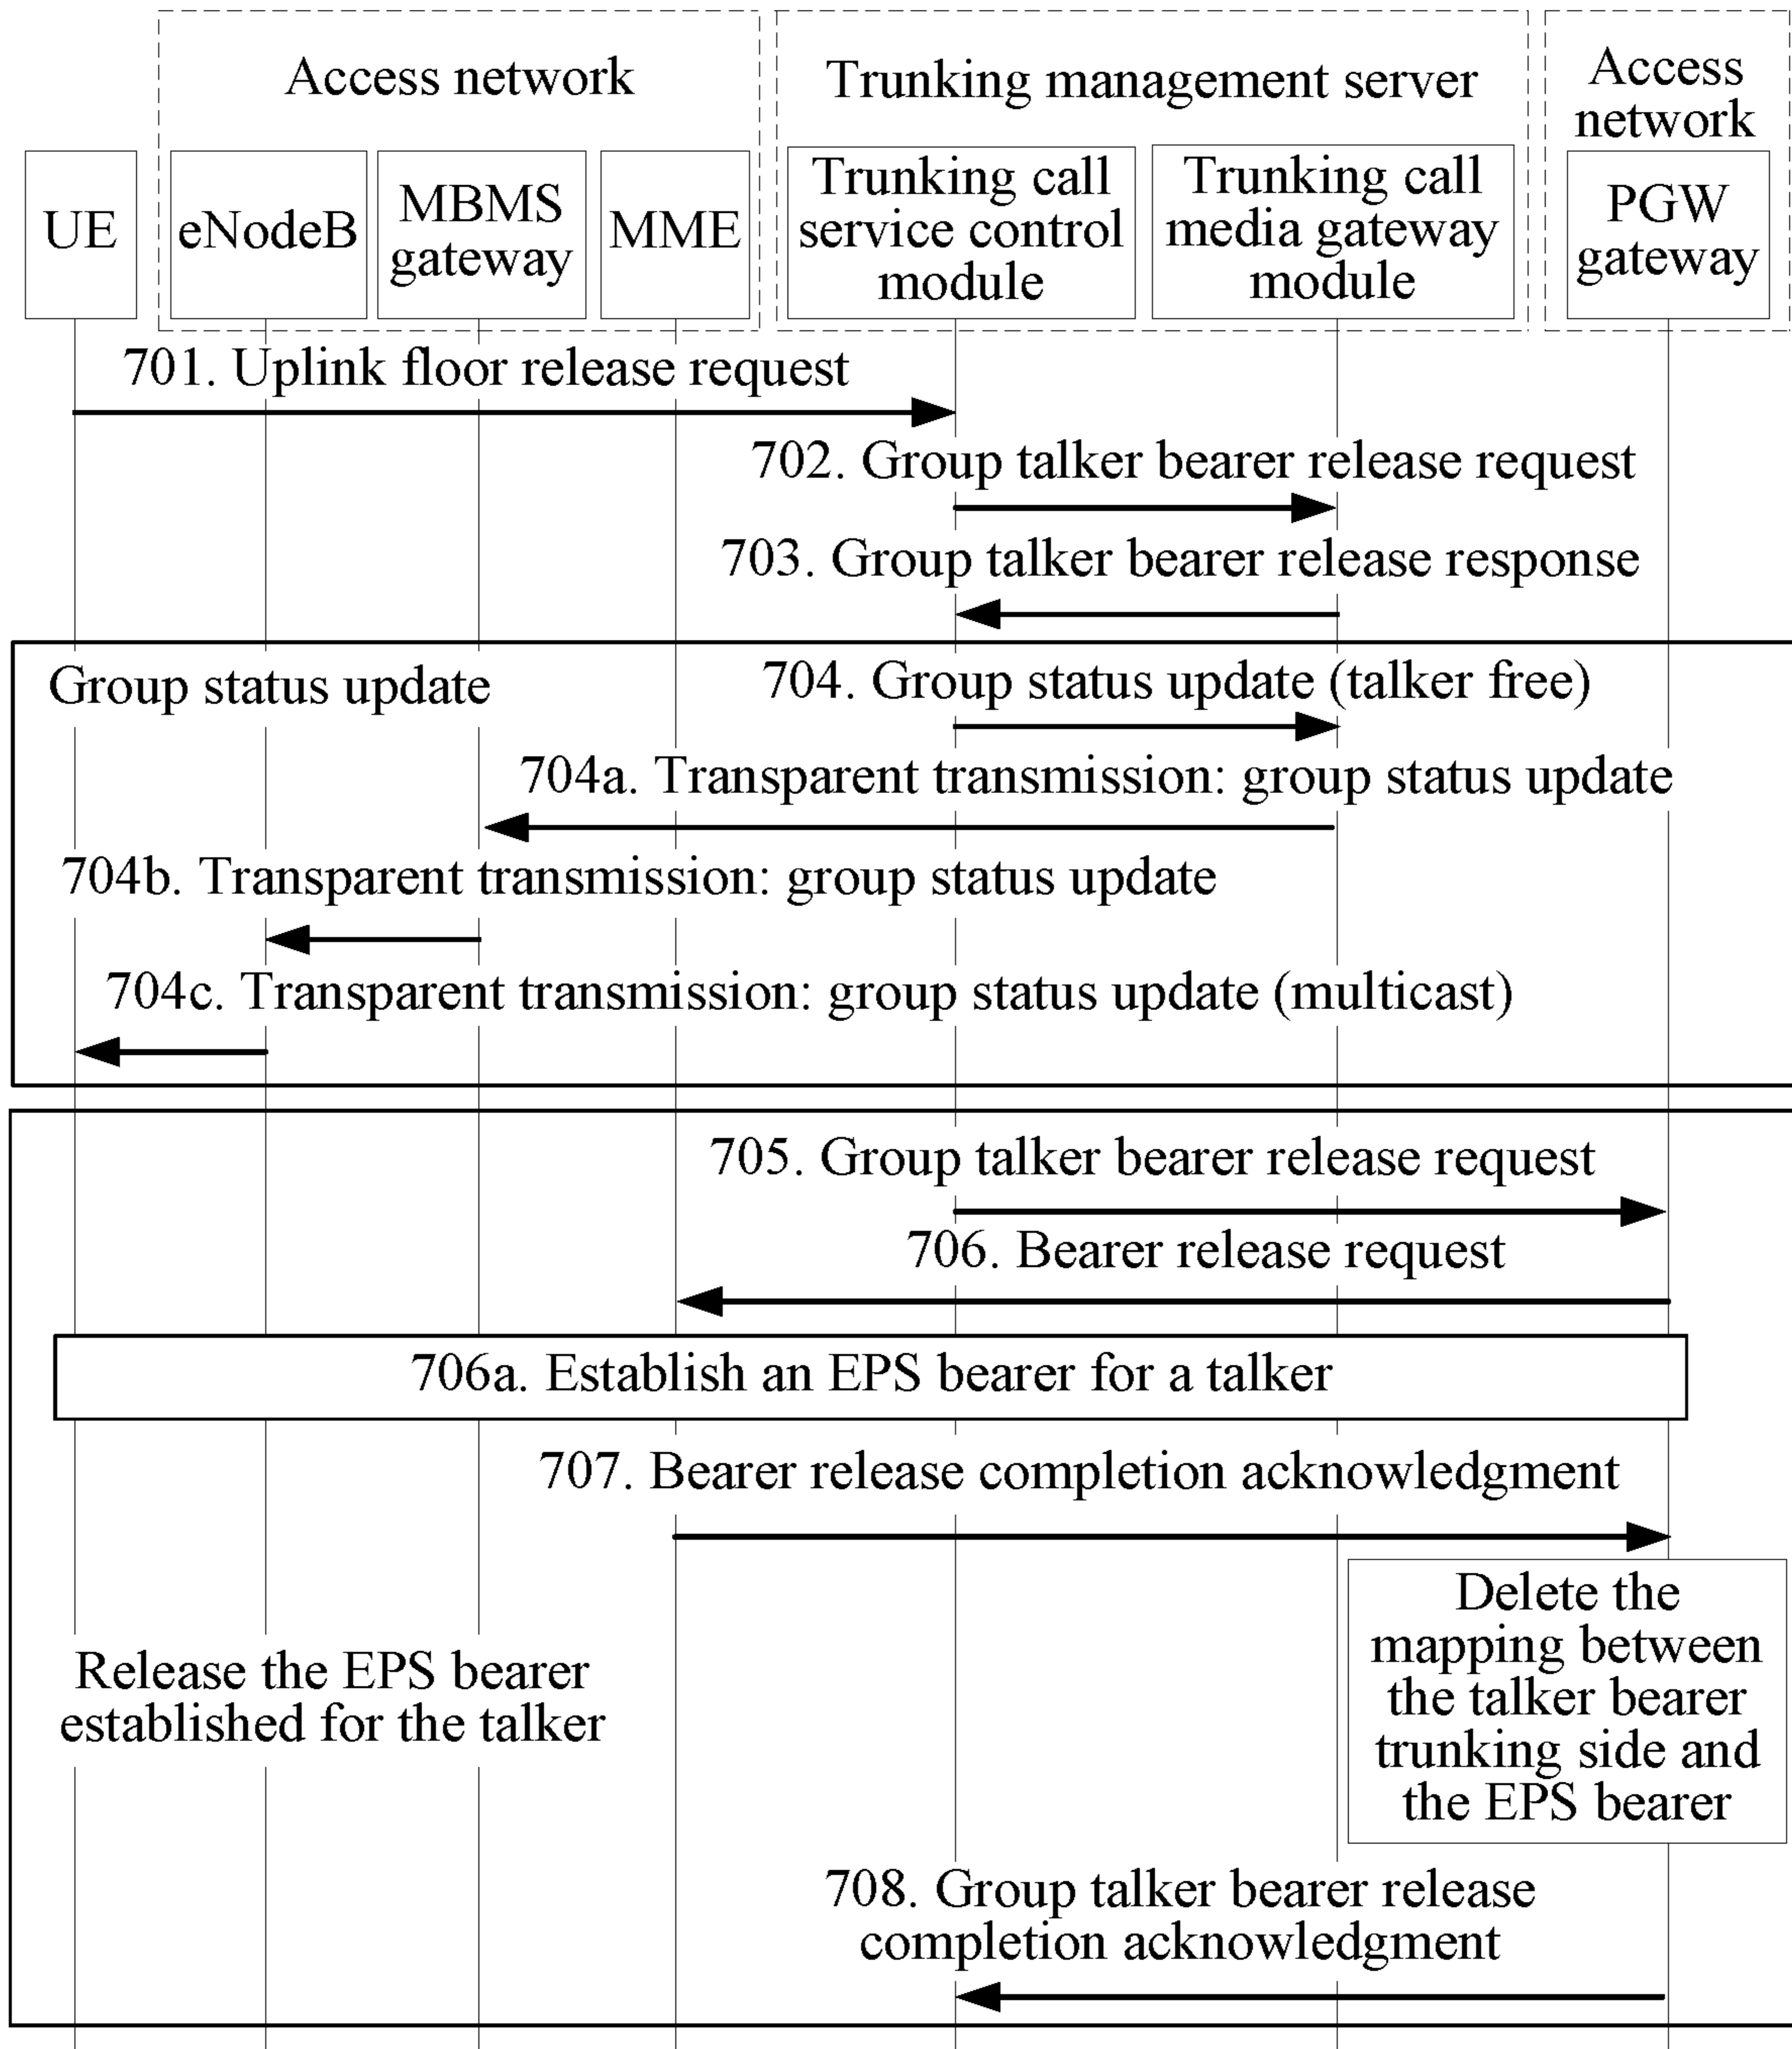 Access network
Trunking management server
Access
network
UE
eNodeB
MBMS
gateway
MME
Trunking call
service control
module
Trunking call
media gateway
module
PGW
gateway
701. Uplink floor release request
702. Group talker bearer release request
703. Group talker bearer release response
Group status update
704. Group status update (talker free)
704a. Transparent transmission: group status update
704b. Transparent transmission: group status update
704c. Transparent transmission: group status update (multicast)
705. Group talker bearer release request
706. Bearer release request
706a. Establish an EPS bearer for a talker
707. Bearer release completion acknowledgment
Delete the
mapping between
the talker bearer
trunking side and
the EPS bearer
Release the EPS bearer
established for the talker
708. Group talker bearer release
completion acknowledgment